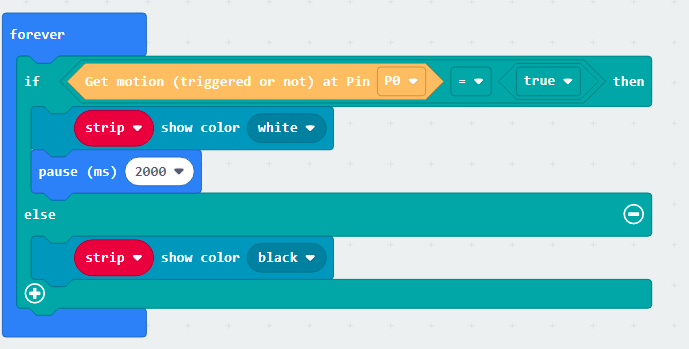 forever
if Get motion (triggered or not) at Pin P0 = true then
strip show color white
pause (ms) 2000
else
strip show color black